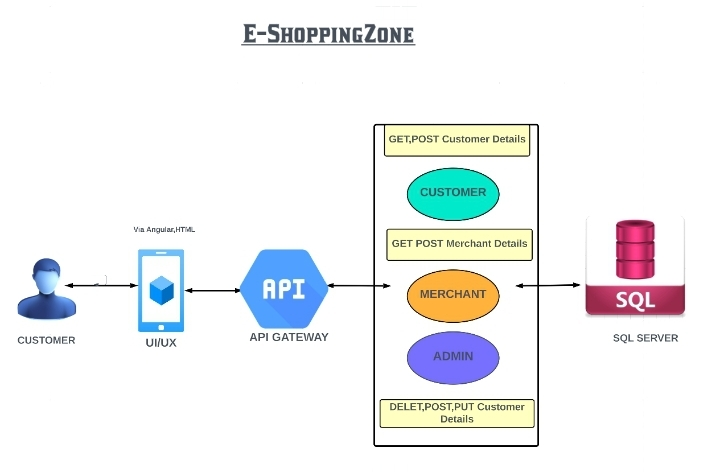 E-ShoppingZone
GET,POST Customer Details
CUSTOMER
Via Angular,HTML
GET POST Merchant Details
API
MERCHANT
SQL
CUSTOMER
UI/UX
API GATEWAY
SQL SERVER
ADMIN
DELET,POST,PUT Customer
Details